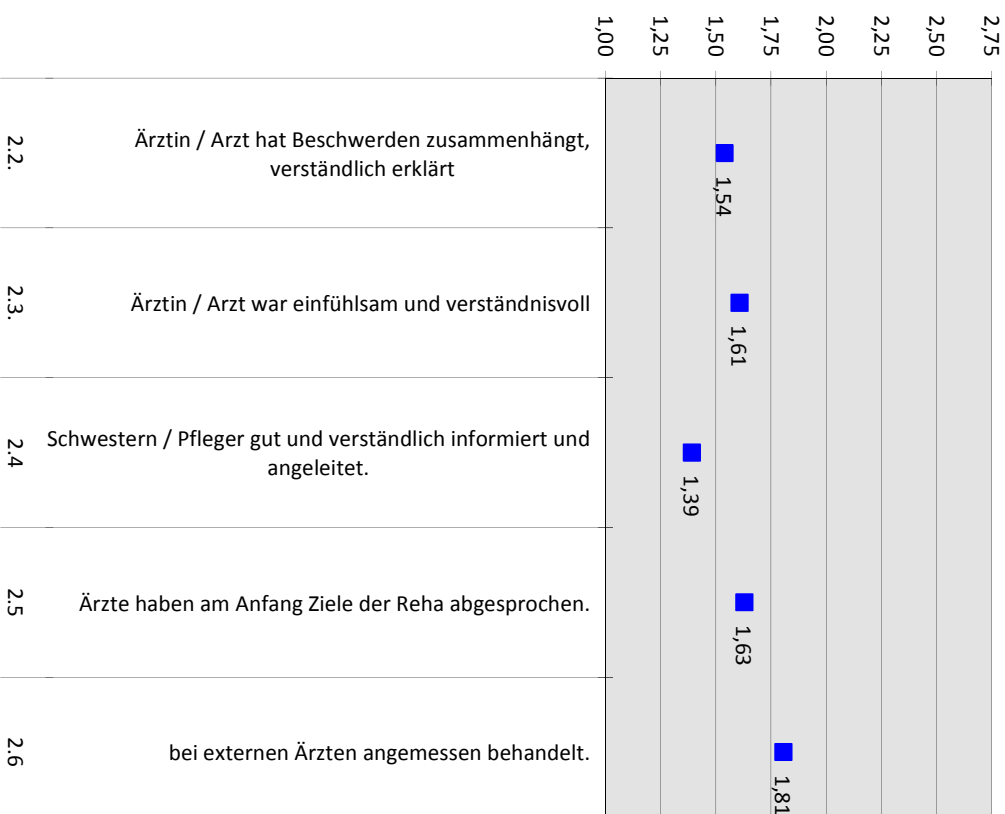 1,00
1,25
1,50
1,75
2,00
2,25
2,50
2,75
2.2.
Ärztin / Arzt hat Beschwerden zusammenhängt,
verständlich erklärt
1,54
2.3.
Ärztin / Arzt war einfühlsam und verständnisvoll
1,61
2.4
Schwestern / Pfleger gut und verständlich informiert und
angeleitet.
1,39
2.5
Ärzte haben am Anfang Ziele der Reha abgesprochen.
1,63
2.6
bei externen Ärzten angemessen behandelt.
1,81